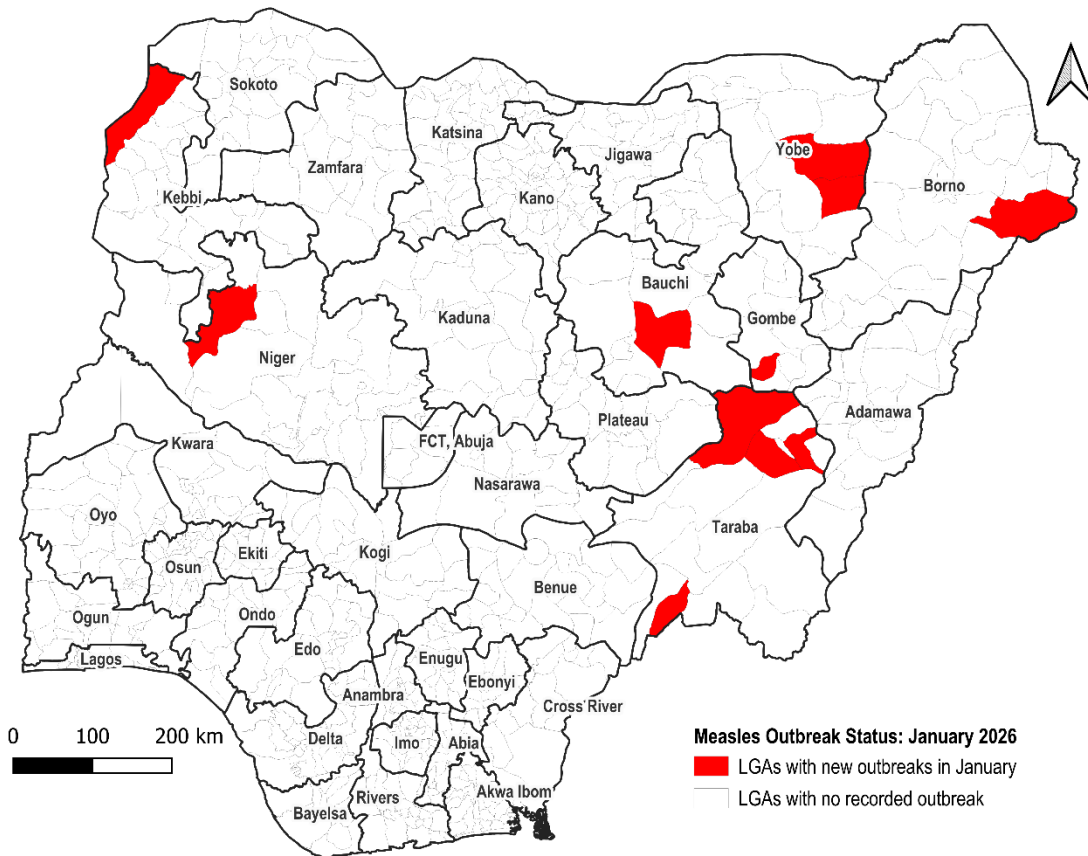 Sokoto
Katsina
Zamfara
Jigawa
Yobe
Kano
Borno
Kebbi
Bauchi
Kaduna
Gombe
Niger
Adamawa
Plateau
FCT, Abuja
Kwara
Nasarawa
Oyo
Taraba
Kogi
Ekiti
Osun
Benue
Ogun
Ondo
Edo
Enugu
Lagos
Ebonyi
Anambra
Cross River
Delta
Imo
Abia
Akwa Ibom
Rivers
Bayelsa
0 100 200 km
Measles Outbreak Status: January 2026
LGAs with new outbreaks in January
LGAs with no recorded outbreak